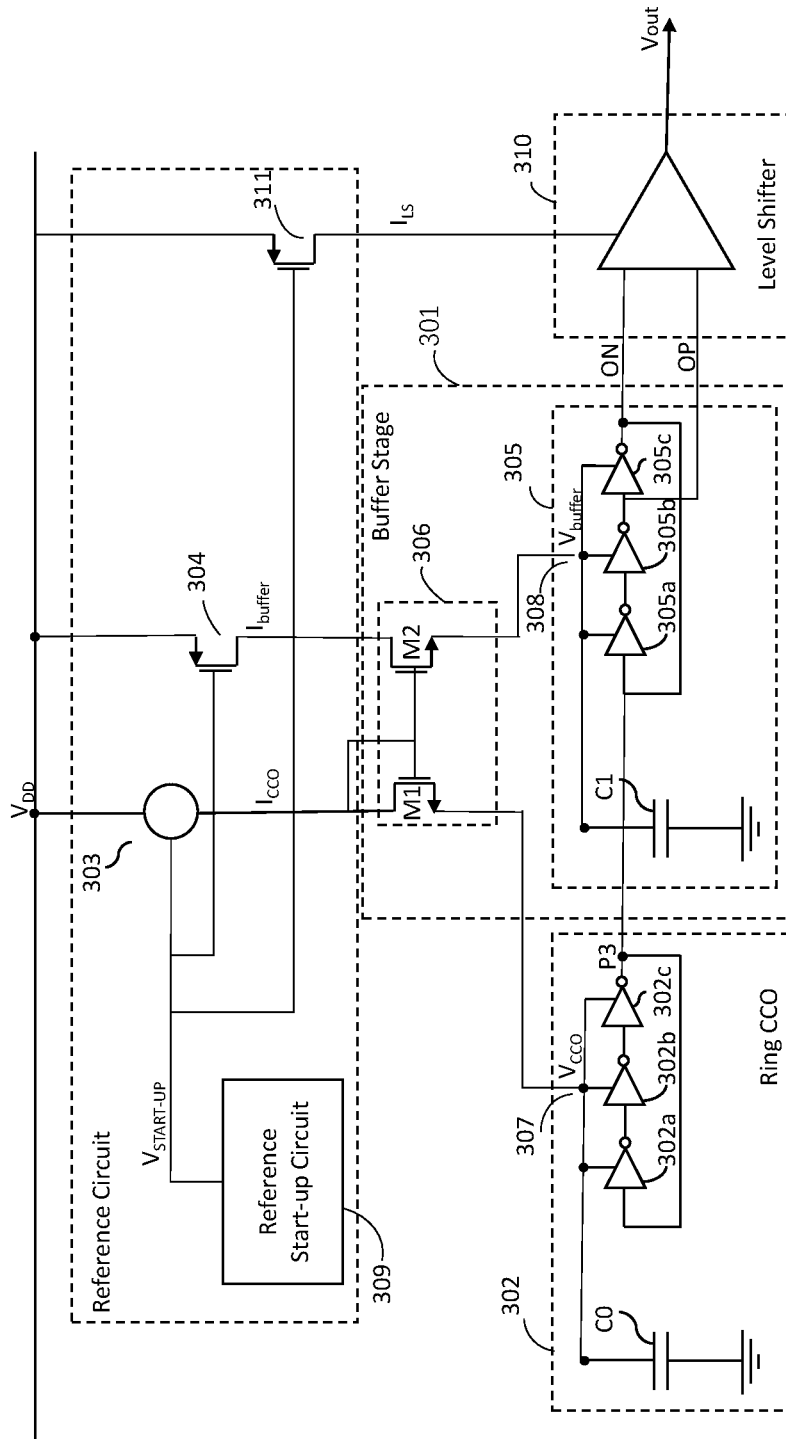 V_DD
Reference Circuit
V_START-UP
Reference
Start-up Circuit
309
303
I_CCO
304
I_buffer
311
I_LS
301
Buffer Stage
306
M1
M2
302
C0
307
V_CCO
302a
302b
302c
P3
Ring CCO
C1
305
308
V_buffer
305a
305b
305c
ON
OP
310
Level Shifter
Vout